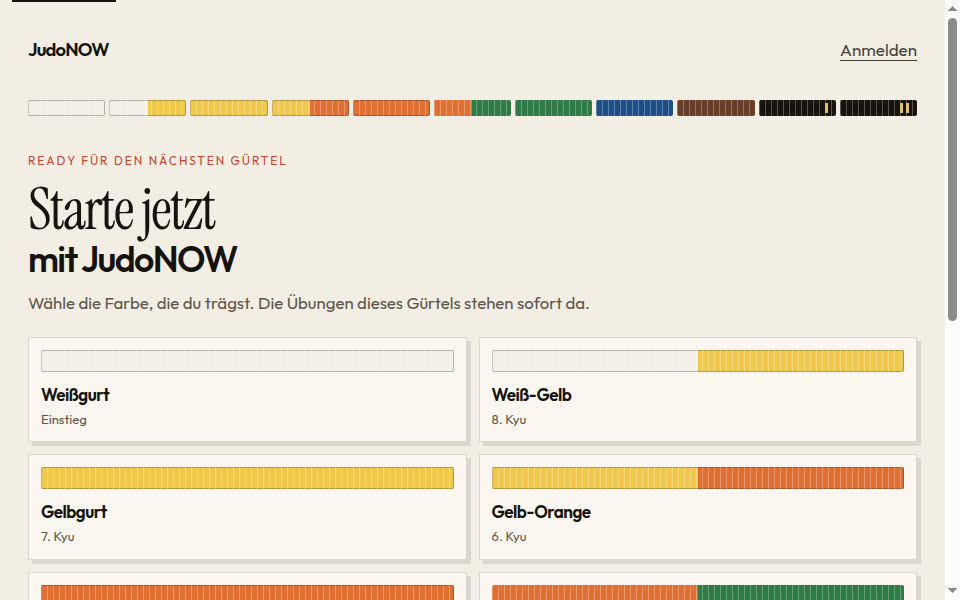 JudoNOW
Anmelden
READY FÜR DEN NÄCHSTEN GÜRTEL
Starte jetzt
mit JudoNOW
Wähle die Farbe, die du trägst. Die Übungen dieses Gürtels stehen sofort da.
Weißgurt
Einstieg
Weiß-Gelb
8. Kyu
Gelbgurt
7. Kyu
Gelb-Orange
6. Kyu